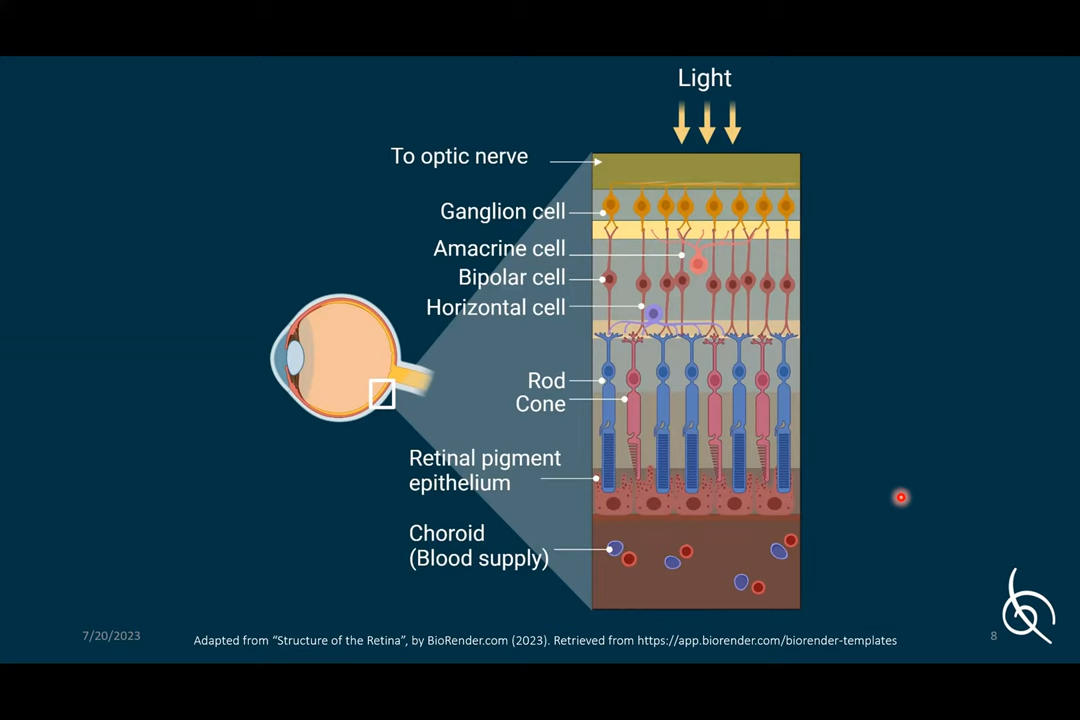 Light
To optic nerve
Ganglion cell
Amacrine cell
Bipolar cell
Horizontal cell
Rod
Cone
Retinal pigment
epithelium
Choroid
(Blood supply)
7/20/2023
Adapted from “Structure of the Retina”, by BioRender.com (2023). Retrieved from https://app.biorender.com/biorender-templates
8